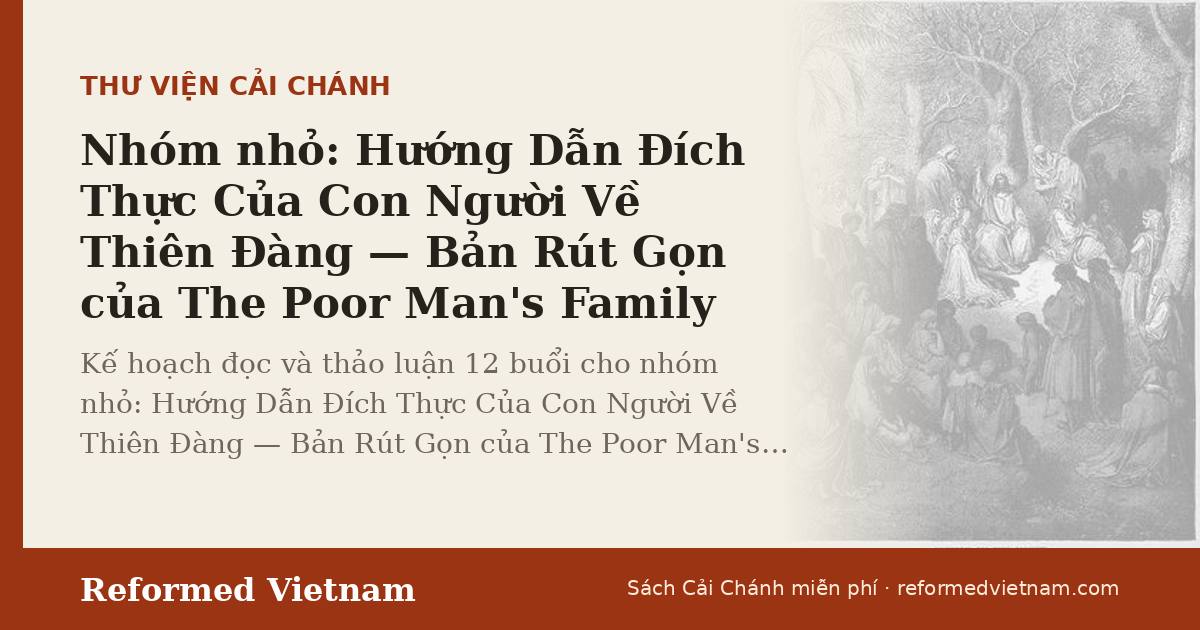 THƯ VIỆN CẢI CHÁNH
Nhóm nhỏ: Hướng Dẫn Đích
Thực Của Con Người Về
Thiên Đàng — Bản Rút Gọn
của The Poor Man's Family
Kế hoạch đọc và thảo luận 12 buổi cho nhóm
nhỏ: Hướng Dẫn Đích Thực Của Con Người Về
Thiên Đàng — Bản Rút Gọn của The Poor Man's…
Reformed Vietnam
Sách Cải Chánh miễn phí · reformedvietnam.com